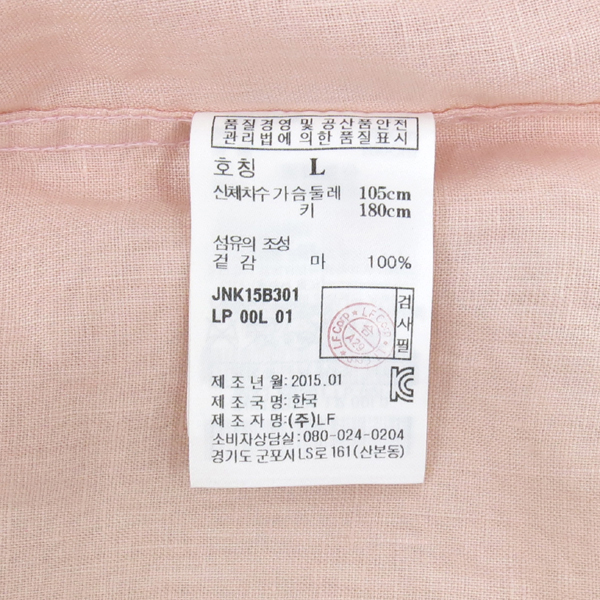 품질경영 및 공산품안전
관리법에 의한 품질표시
호칭 L
신체치수 가슴둘레 105cm
키 180cm
섬유의 조성
겉감 마 100%
JNK15B301
LP 00L 01
검사필
LF Corp ★ LF Corp
제조년월: 2015.01
제조국명: 한국
제조자명: (주)LF
소비자상담실: 080-024-0204
경기도 군포시 LS로 161 (산본동)